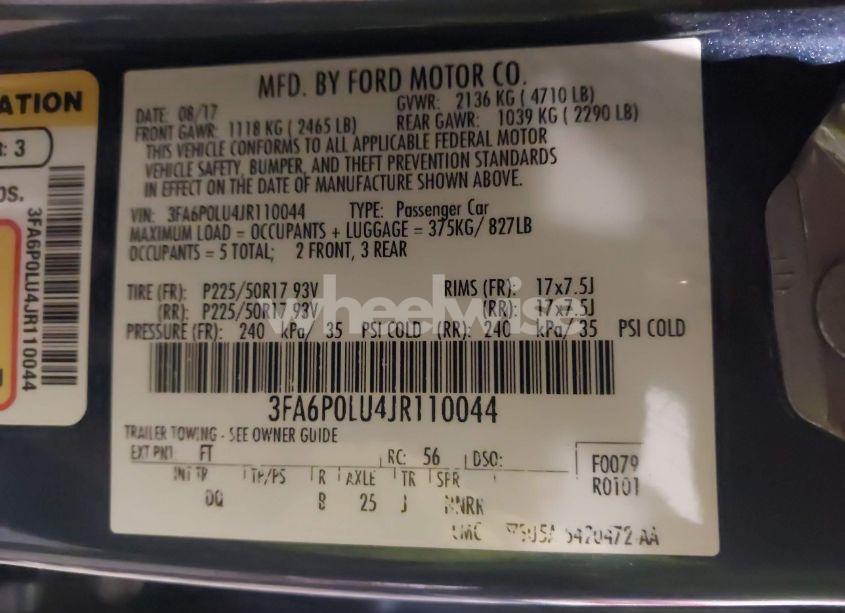 ATION
: 3
OS.
3FA6P0LU4JR110044
MFD. BY FORD MOTOR CO.
DATE: 08/17 GVWR: 2136 KG (4710 LB)
FRONT GAWR: 1118 KG (2465 LB) REAR GAWR: 1039 KG (2290 LB)
THIS VEHICLE CONFORMS TO ALL APPLICABLE FEDERAL MOTOR
VEHICLE SAFETY, BUMPER, AND THEFT PREVENTION STANDARDS
IN EFFECT ON THE DATE OF MANUFACTURE SHOWN ABOVE.
VIN: 3FA6P0LU4JR110044 TYPE: Passenger Car
MAXIMUM LOAD = OCCUPANTS + LUGGAGE = 375KG/ 827LB
OCCUPANTS = 5 TOTAL; 2 FRONT, 3 REAR
TIRE (FR): P225/50R17 93V RIMS (FR): 17x7.5J
(RR): P225/50R17 93V (RR): 17x7.5J
wheelwise
PRESSURE (FR): 240 kPa/ 35 PSI COLD (RR): 240 kPa/ 35 PSI COLD
3FA6P0LU4JR110044
TRAILER TOWING - SEE OWNER GUIDE
EXT PNT: FT RC: 56 DSO: F0079
INT TR TP/PS R AXLE TR SPR R0101
DQ B 25 J